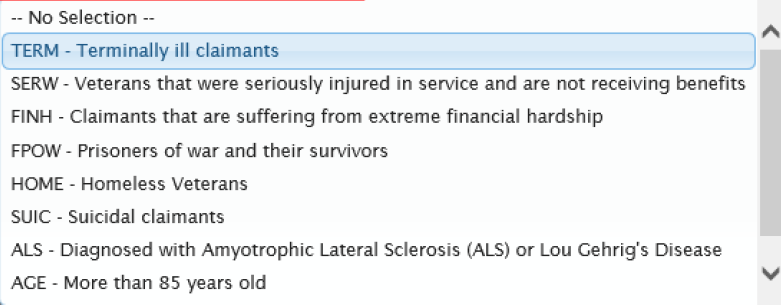 -- No Selection --
TERM - Terminally ill claimants
SERW - Veterans that were seriously injured in service and are not receiving benefits
FINH - Claimants that are suffering from extreme financial hardship
FPOW - Prisoners of war and their survivors
HOME - Homeless Veterans
SUIC - Suicidal claimants
ALS - Diagnosed with Amyotrophic Lateral Sclerosis (ALS) or Lou Gehrig's Disease
AGE - More than 85 years old